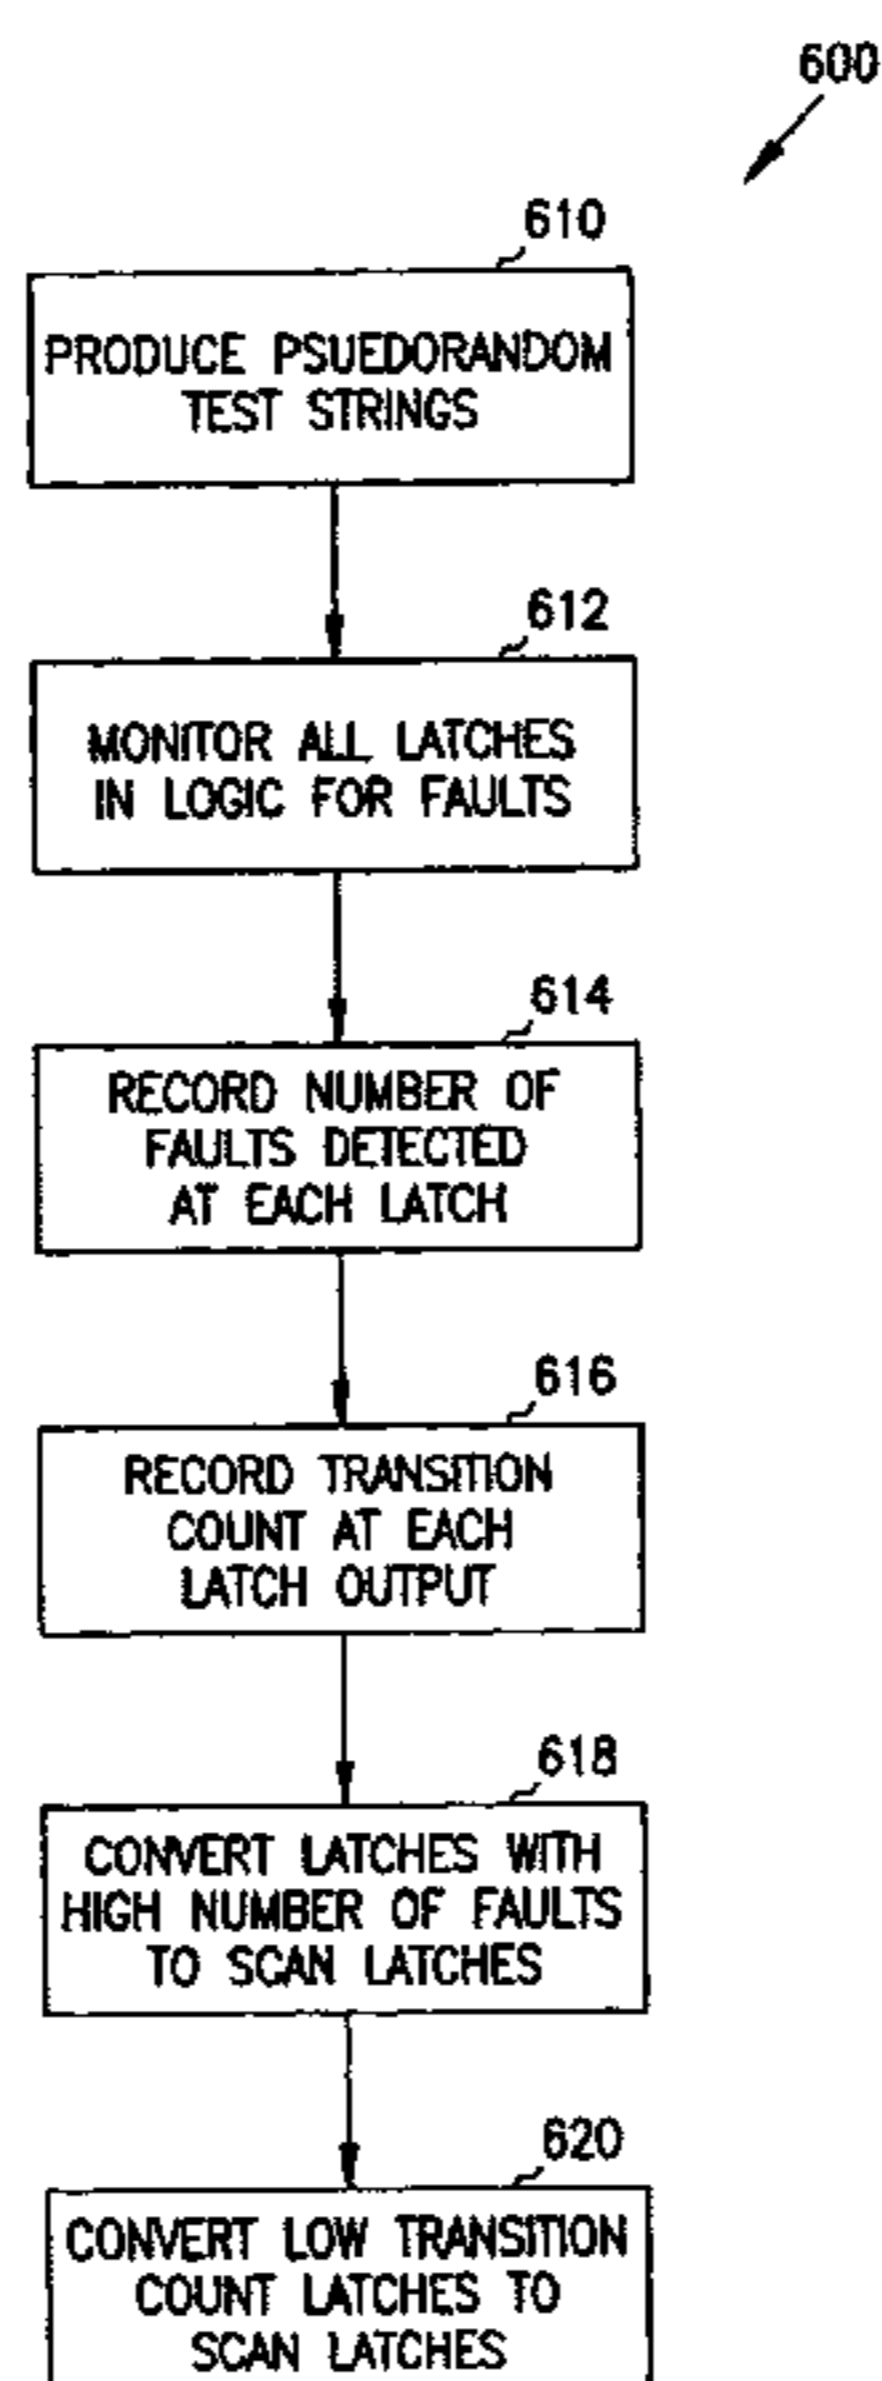 600
610
PRODUCE PSUEDORANDOM
TEST STRINGS
612
MONITOR ALL LATCHES
IN LOGIC FOR FAULTS
614
RECORD NUMBER OF
FAULTS DETECTED
AT EACH LATCH
616
RECORD TRANSITION
COUNT AT EACH
LATCH OUTPUT
618
CONVERT LATCHES WITH
HIGH NUMBER OF FAULTS
TO SCAN LATCHES
620
CONVERT LOW TRANSITION
COUNT LATCHES TO
SCAN LATCHES